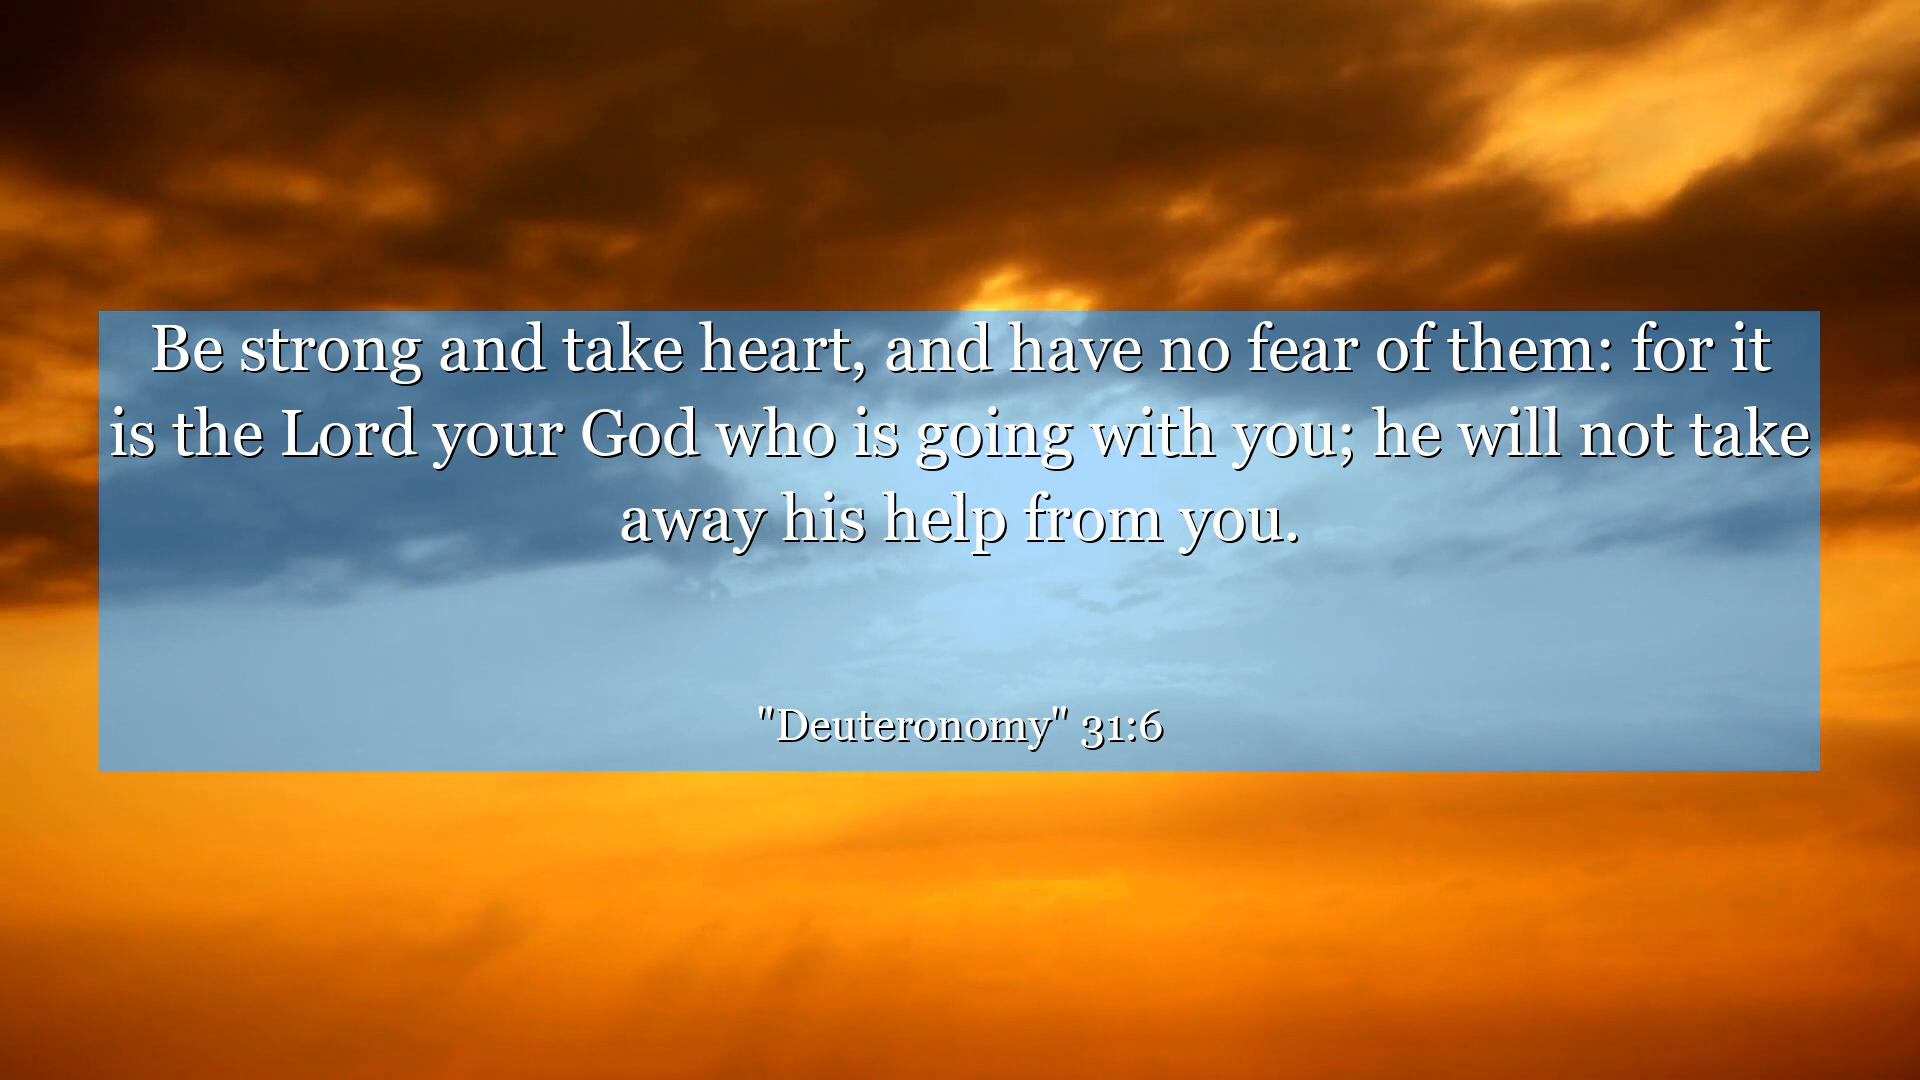 Be strong and take heart, and have no fear of them: for it
is the Lord your God who is going with you; he will not take
away his help from you.
"Deuteronomy" 31:6